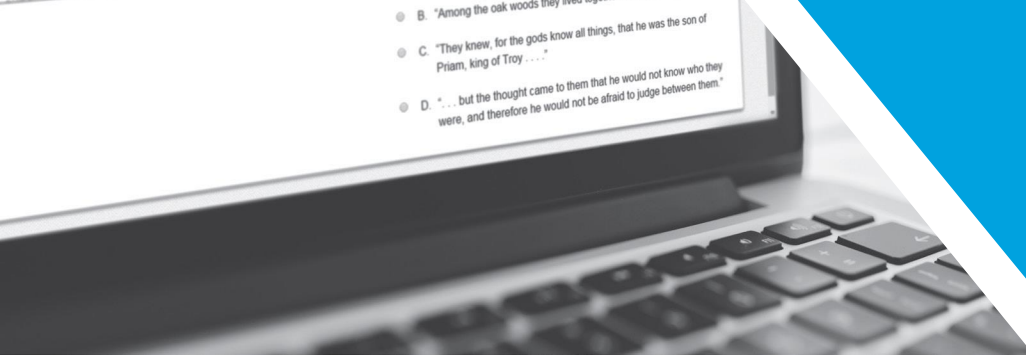 B. "Among the oak woods they lived
C. "They knew, for the gods know all things, that he was the son of
Priam, king of Troy . . . ."
D. ". . . but the thought came to them that he would not know who they
were, and therefore he would not be afraid to judge between them."